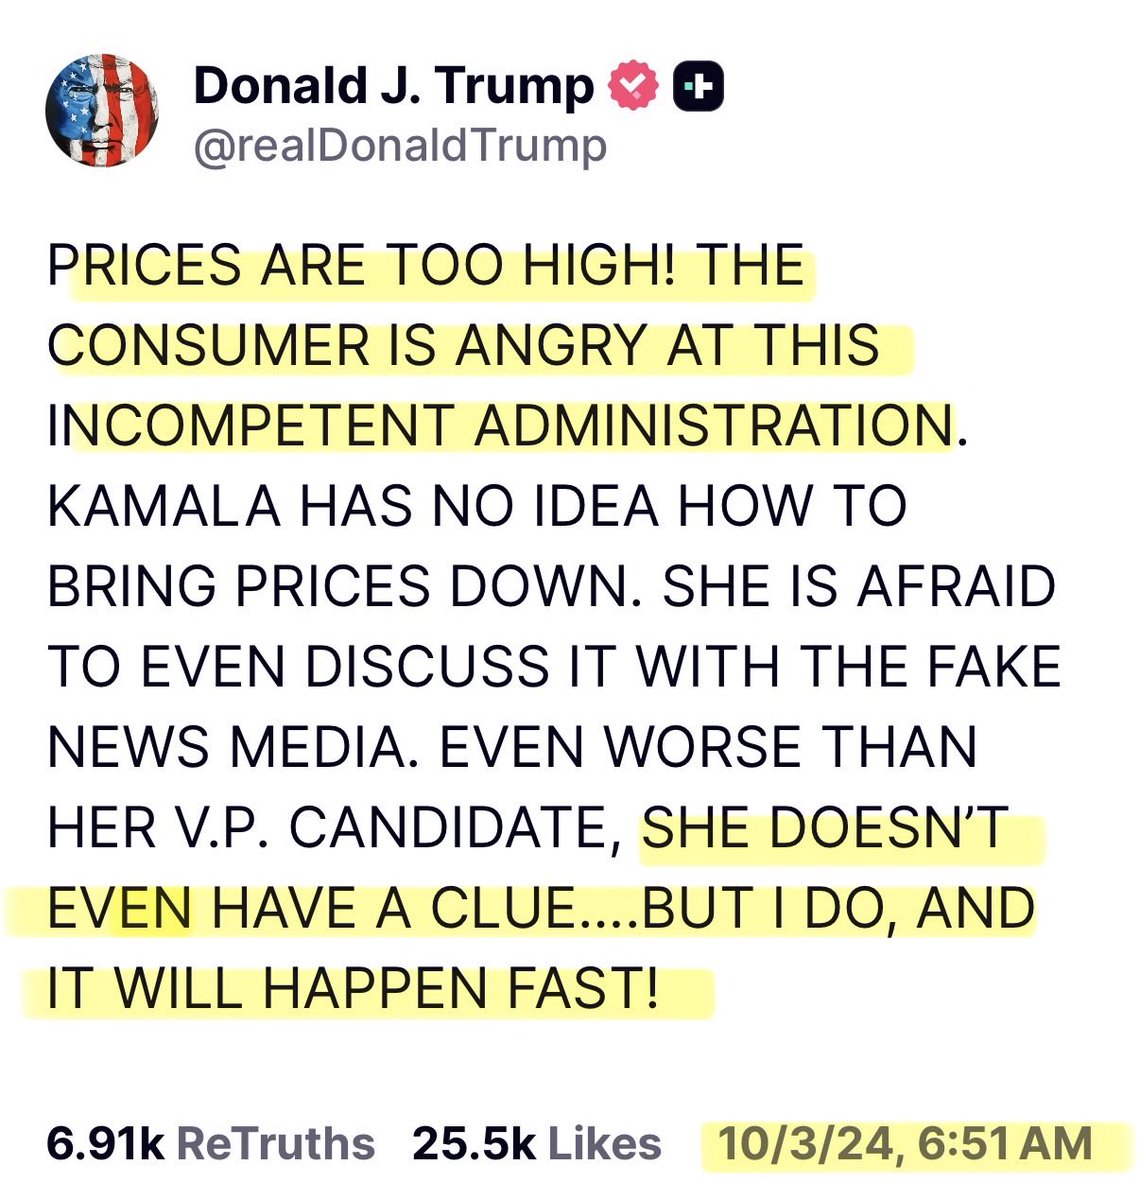 Donald J. Trump
@realDonaldTrump
PRICES ARE TOO HIGH! THE
CONSUMER IS ANGRY AT THIS
INCOMPETENT ADMINISTRATION.
KAMALA HAS NO IDEA HOW TO
BRING PRICES DOWN. SHE IS AFRAID
TO EVEN DISCUSS IT WITH THE FAKE
NEWS MEDIA. EVEN WORSE THAN
HER V.P. CANDIDATE, SHE DOESN’T
EVEN HAVE A CLUE....BUT I DO, AND
IT WILL HAPPEN FAST!
6.91k ReTruths 25.5k Likes 10/3/24, 6:51 AM